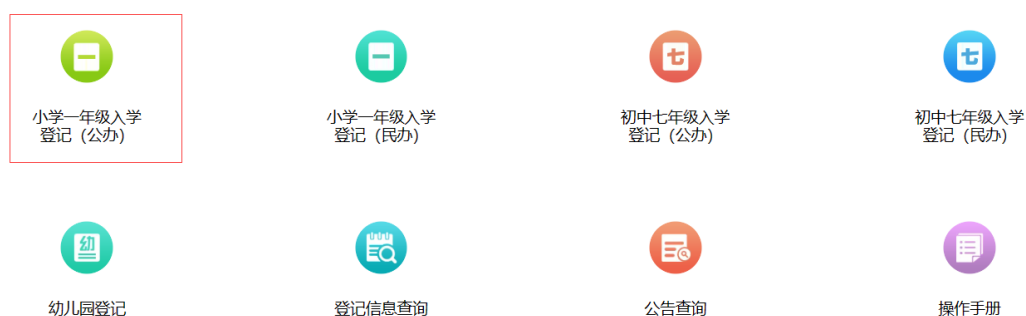 一
一
七
七
小学一年级入学
登记（公办）
小学一年级入学
登记（民办）
初中七年级入学
登记（公办）
初中七年级入学
登记（民办）
幼
幼儿园登记
登记信息查询
公告查询
操作手册